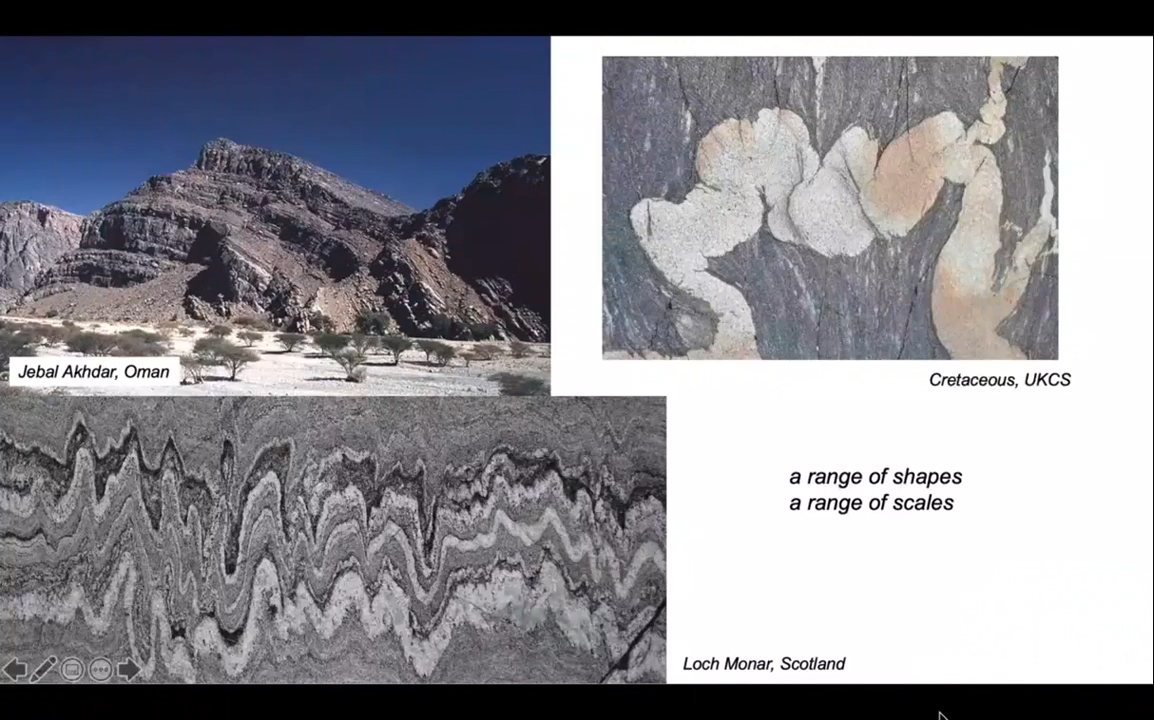 Jebal Akhdar, Oman
Cretaceous, UKCS
a range of shapes
a range of scales
Loch Monar, Scotland